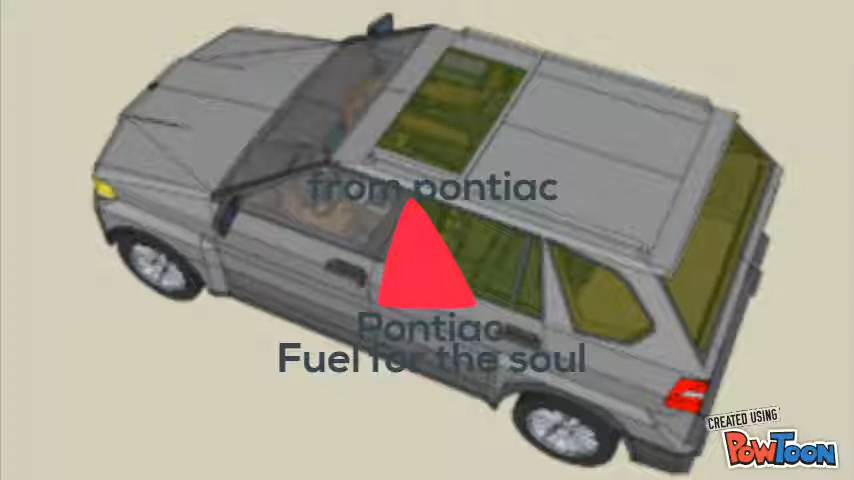 from pontiac
Pontiac
Fuel for the soul
CREATED USING
POWTOON